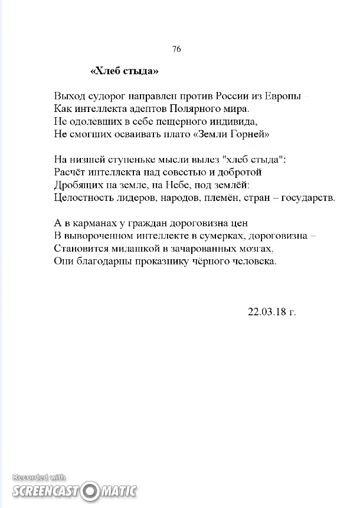 76
«Хлеб стыда»
Выход судорог направлен против России из Европы
Как интеллекта адептов Полярного мира.
Не одолевших в себе пещерного индивида,
Не смогших осваивать плато «Земли Горней»
На низшей ступеньке мысли вылез "хлеб стыда":
Расчёт интеллекта над совестью и добротой
Дробящих на земле, на Небе, под землёй:
Целостность лидеров, народов, племён, стран – государств.
А в карманах у граждан дороговизна цен
В вывороченном интеллекте в сумерках, дороговизна –
Становится милашкой в зачарованных мозгах,
Они благодарны проказнику чёрного человека.
22.03.18 г.
Recorded with
SCREENCAST-O-MATIC